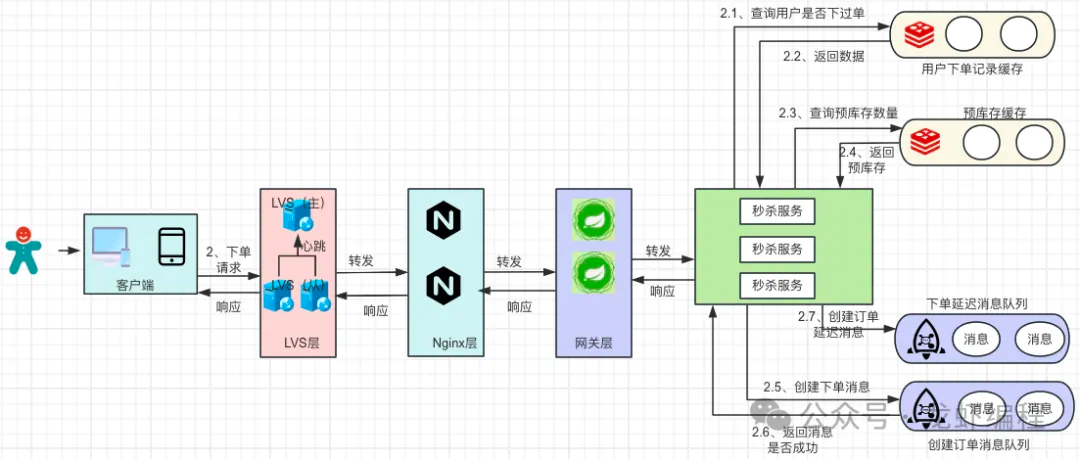 2.1、查询用户是否下过单
2.2、返回数据
用户下单记录缓存
2.3、查询预库存数量
预库存缓存
2.4、返回
预库存
LVS（主）
心跳
LVS（从）
LVS层
客户端
2、下单
请求
响应
转发
响应
N
N
Nginx层
转发
响应
网关层
转发
响应
秒杀服务
秒杀服务
秒杀服务
下单延迟消息队列
2.7、创建订单
延迟消息
消息
消息
2.5、创建下单消息
消息
消息
2.6、返回消息
是否成功
创建订单消息队列
公众号 · 龙虾编程